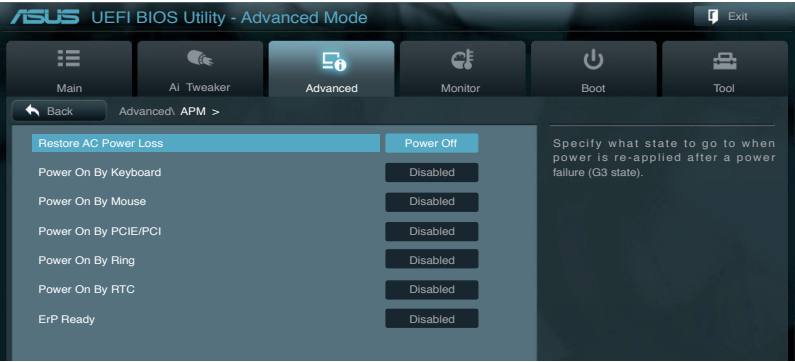 ASUS UEFI BIOS Utility - Advanced Mode
Exit
Main
Ai Tweaker
Advanced
Monitor
Boot
Tool
Back
Advanced\ APM >
Restore AC Power Loss Power Off
Power On By Keyboard Disabled
Power On By Mouse Disabled
Power On By PCIE/PCI Disabled
Power On By Ring Disabled
Power On By RTC Disabled
ErP Ready Disabled
Specify what state to go to when
power is re-applied after a power
failure (G3 state).